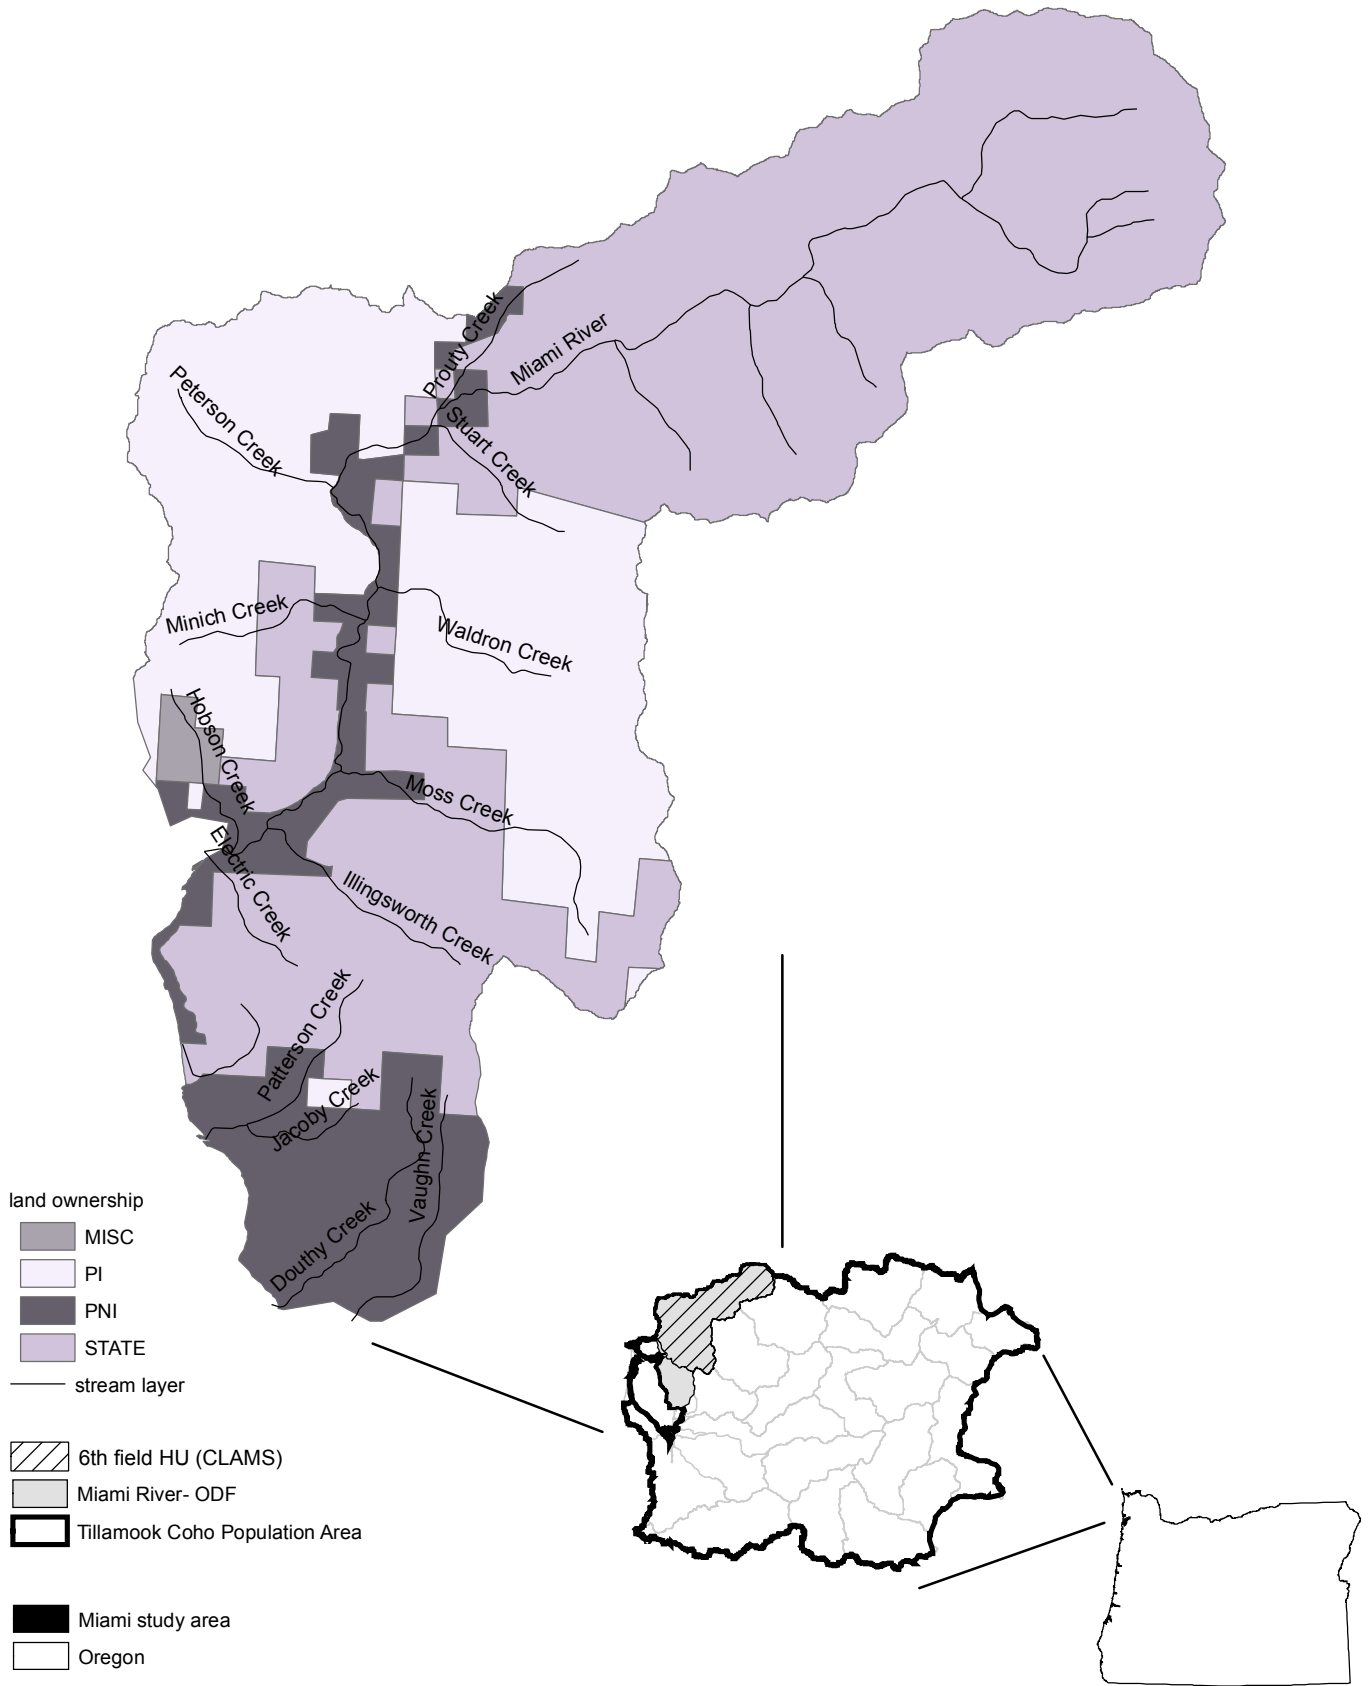 Prouty Creek
Miami River
Peterson Creek
Stuart Creek
Minich Creek
Waldron Creek
Hobson Creek
Moss Creek
Electric Creek
Illingsworth Creek
Patterson Creek
Jacoby Creek
Vaughn Creek
Douthy Creek
land ownership
MISC
PI
PNI
STATE
stream layer
6th field HU (CLAMS)
Miami River- ODF
Tillamook Coho Population Area
Miami study area
Oregon